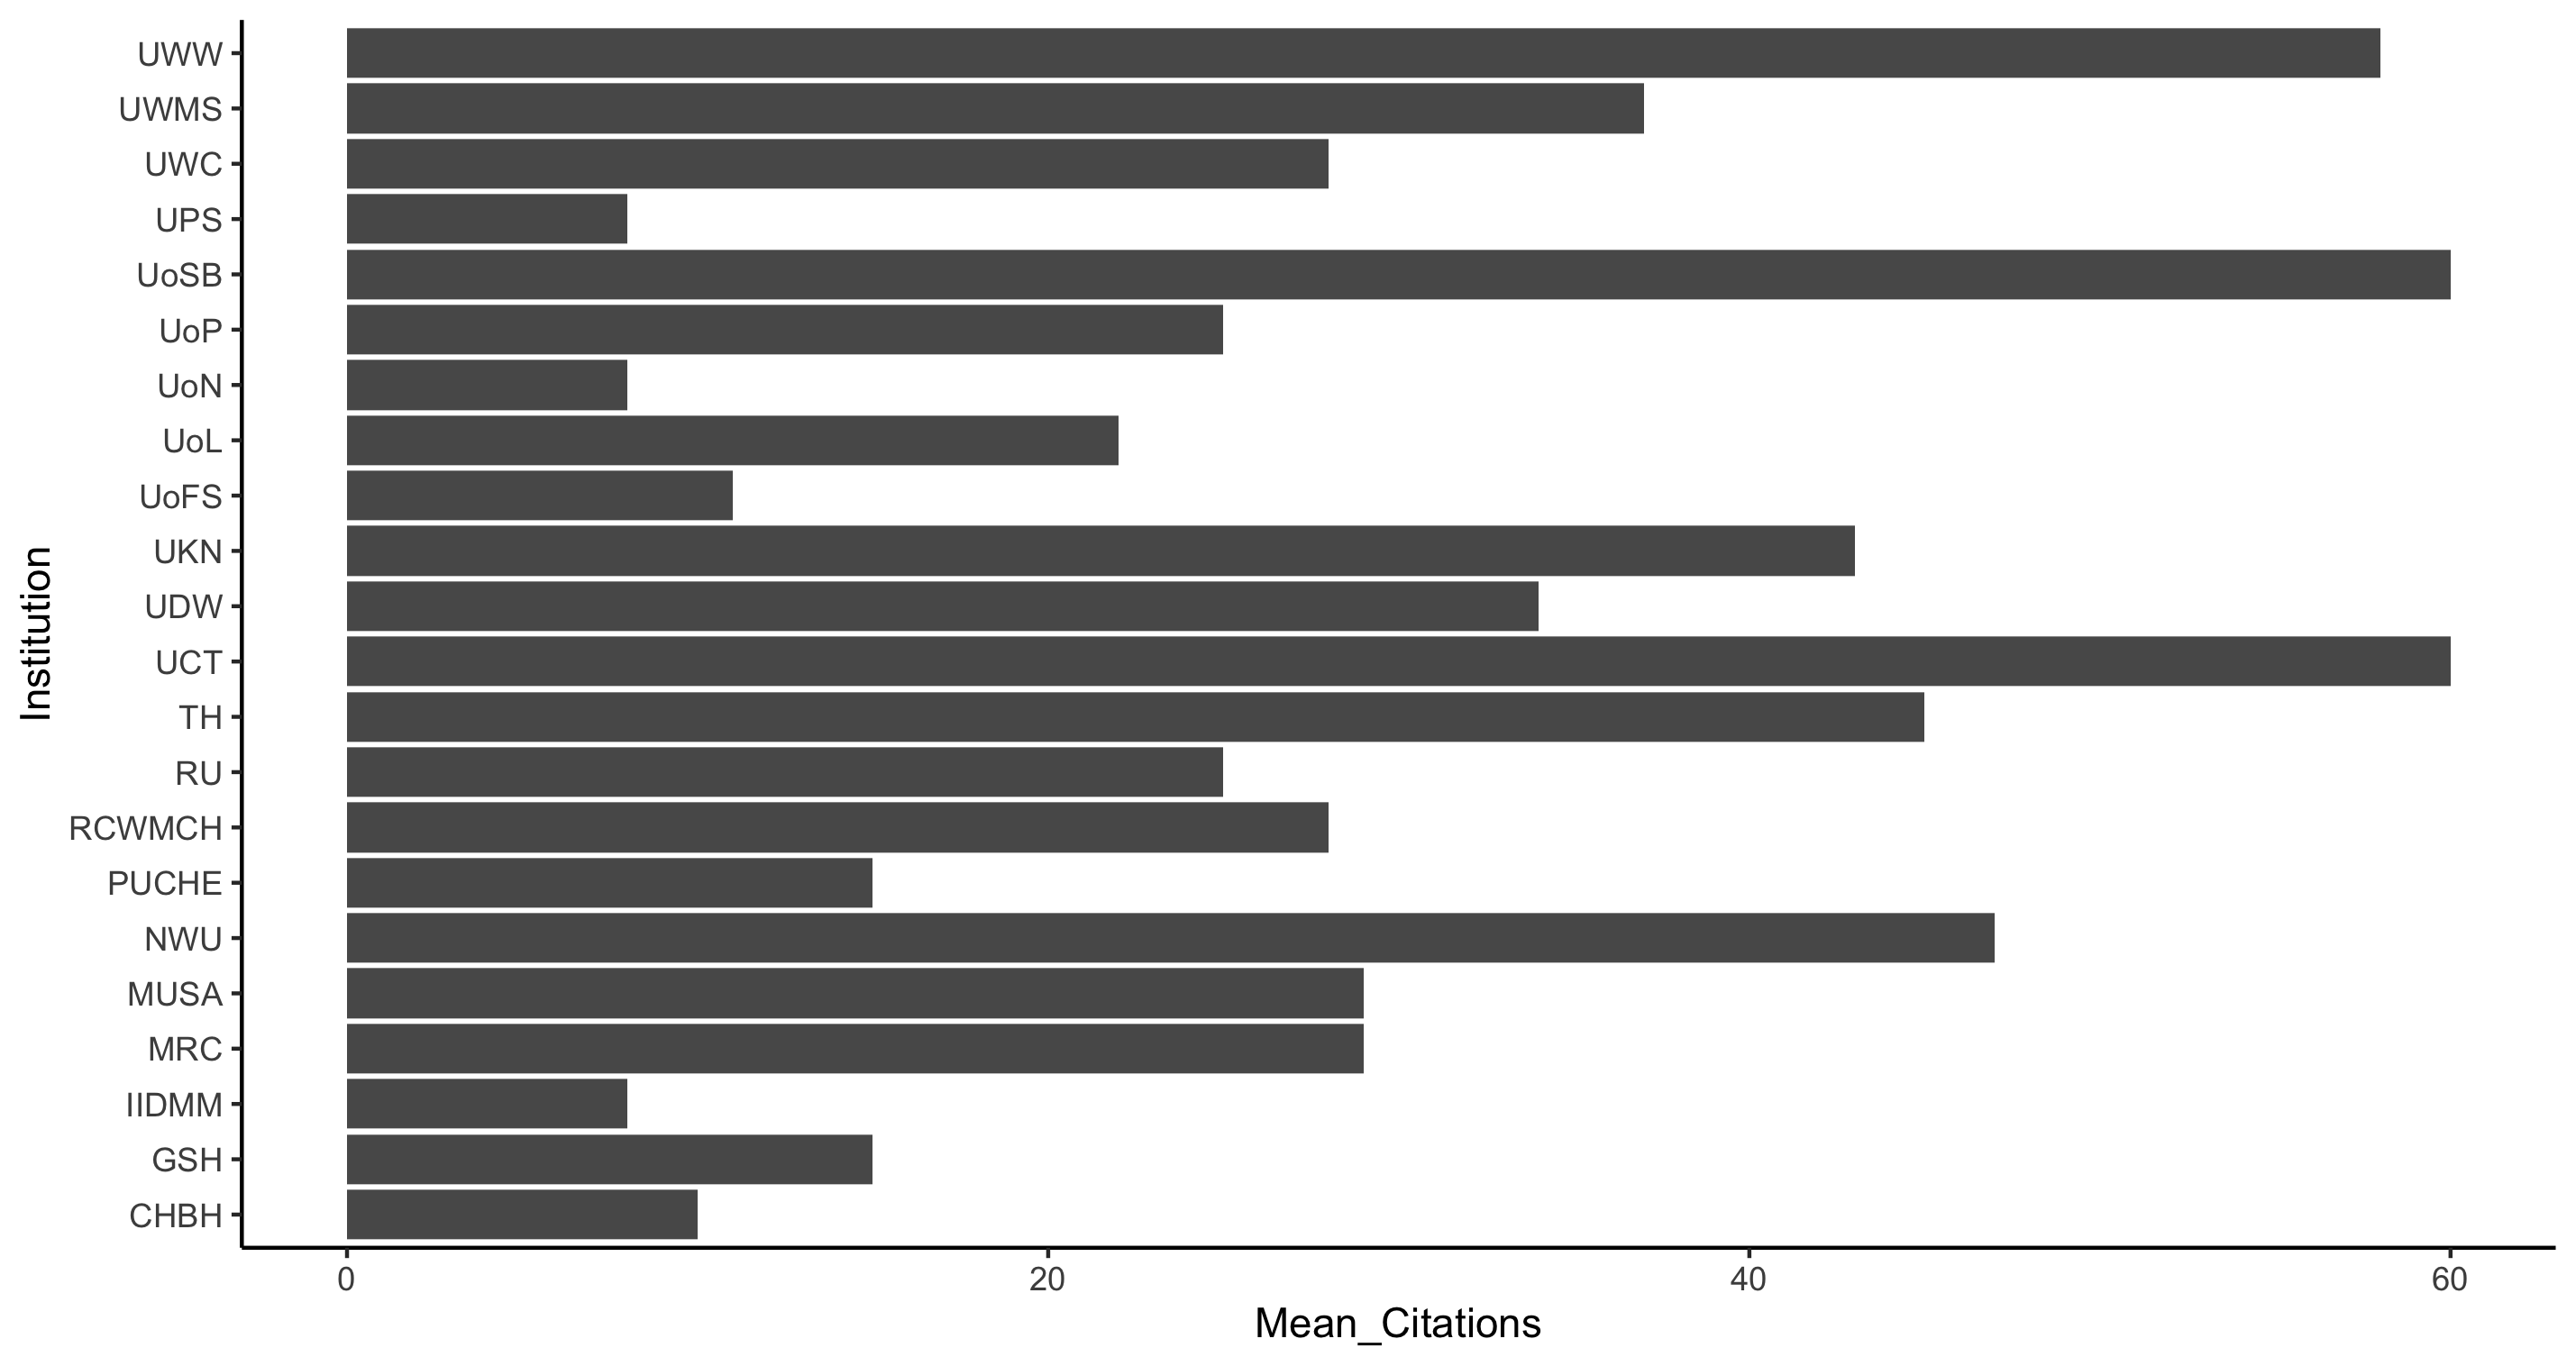 UWW
UWMS
UWC
UPS
UoSB
UoP
UoN
UoL
UoFS
UKN
UDW
UCT
TH
RU
RCWMCH
PUCHE
NWU
MUSA
MRC
IIDMM
GSH
CHBH
Institution
0 20 40 60
Mean_Citations